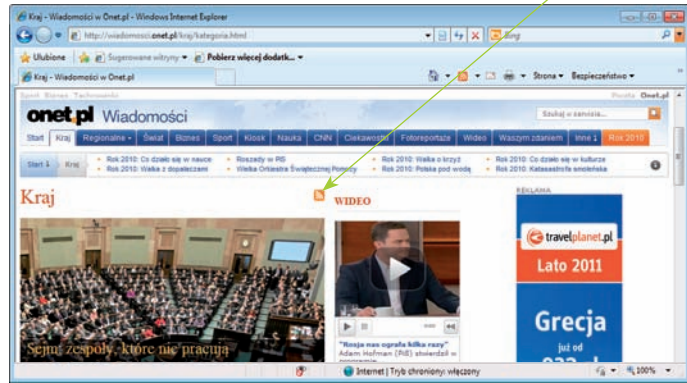 Kraj - Wiadomości w Onet.pl - Windows Internet Explorer
http://wiadomosci.onet.pl/kraj/kategoria.html
Bing
Ulubione Sugerowane witryny Pobierz więcej dodatk...
Kraj - Wiadomości w Onet.pl
Strona Bezpieczeństwo
Sport Biznes
Poczta Onet.pl
onet.pl Wiadomości
Szukaj w serwisie...
Start Kraj Regionalne Świat Biznes Sport Kiosk Nauka CNN Ciekawostki Fotoreportaże Wideo Waszym zdaniem Inne Rok 2010
Start Kraj
Rok 2010: Co działo się w nauce Roszady w PiS Rok 2010: Walka o krzyż Rok 2010: Co działo się w kulturze
Rok 2010: Walka z dopalaczami Wielka Orkiestra Świątecznej Pomocy Rok 2010: Polska pod wodą Rok 2010: Katastrofa smoleńska
Kraj
WIDEO
REKLAMA
travelplanet.pl
Lato 2011
Grecja
już od
Sejm: zespoły, które nic pracują
"Rosja nas ograła kilka razy"
Adam Hofman (PiS) stwierdził w
Internet | Tryb chroniony: włączony
100%